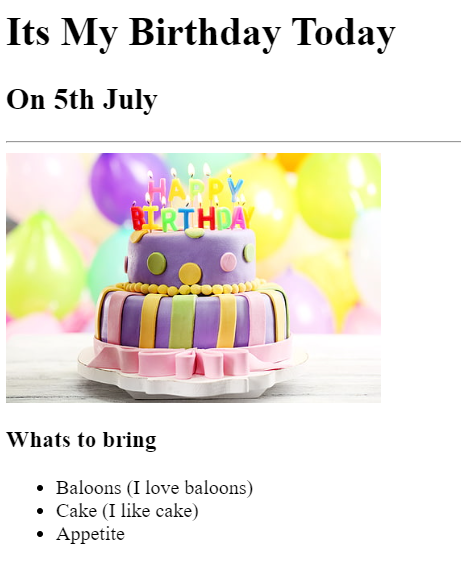 Its My Birthday Today
On 5th July
HAPPY
BIRTHDAY
Whats to bring
Baloons (I love baloons)
Cake (I like cake)
Appetite